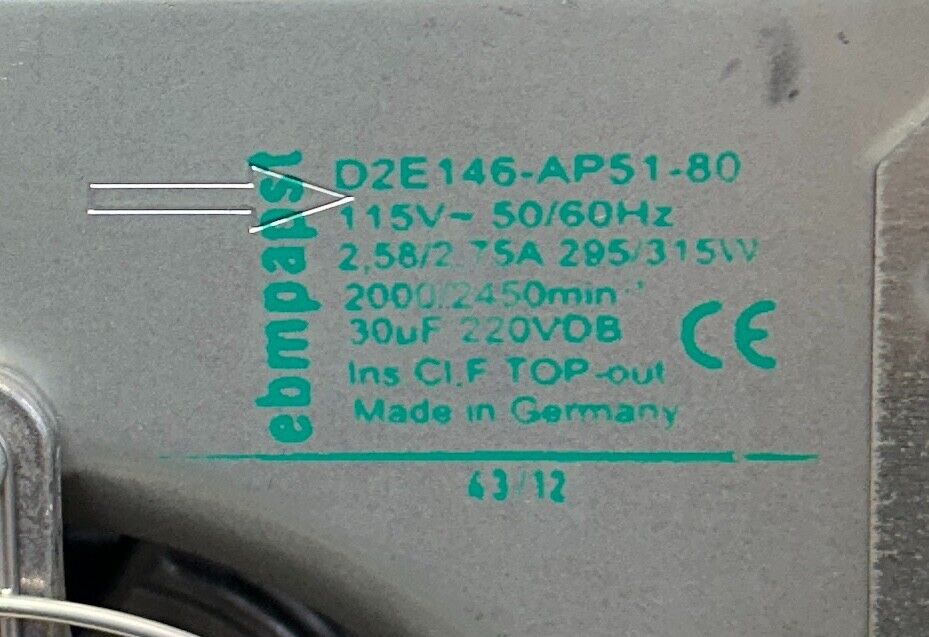 ebmpapst
D2E146-AP51-80
115V~ 50/60Hz
2,58/2.75A 295/315W
2000/2450min⁻¹
30uF 220VDB
Ins Cl.F TOP-out
Made in Germany
CE
43/12